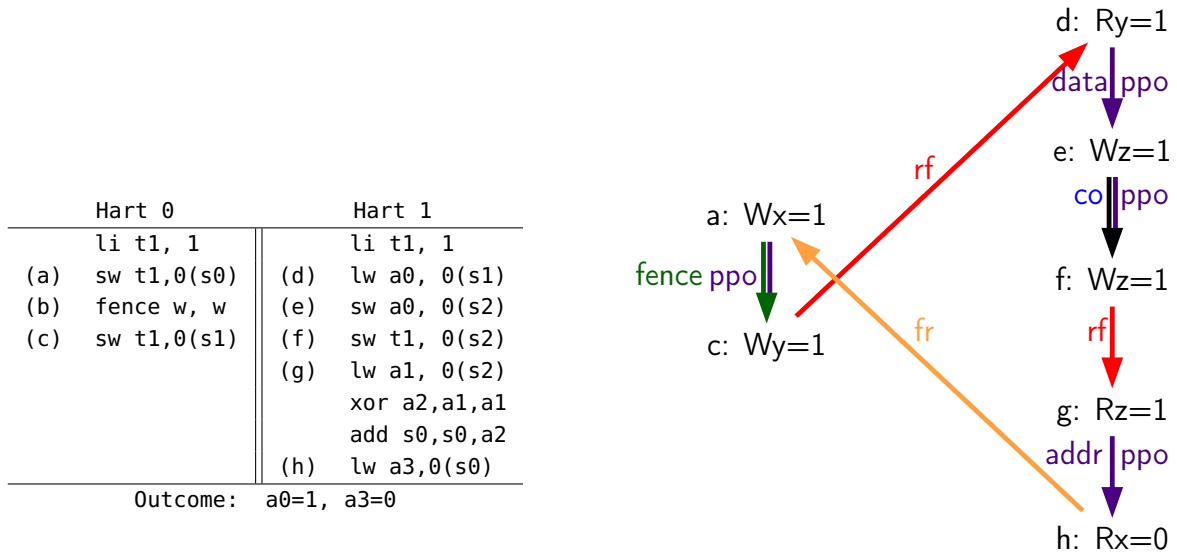 Hart 0 Hart 1
li t1, 1 li t1, 1
(a) sw t1,0(s0) (d) lw a0, 0(s1)
(b) fence w, w (e) sw a0, 0(s2)
(c) sw t1,0(s1) (f) sw t1, 0(s2)
(g) lw a1, 0(s2)
xor a2,a1,a1
add s0,s0,a2
(h) lw a3,0(s0)
Outcome: a0=1, a3=0
d: Ry=1
data ppo
e: Wz=1
rf
co ppo
a: Wx=1
fence ppo
f: Wz=1
fr
rf
c: Wy=1
g: Rz=1
addr ppo
h: Rx=0